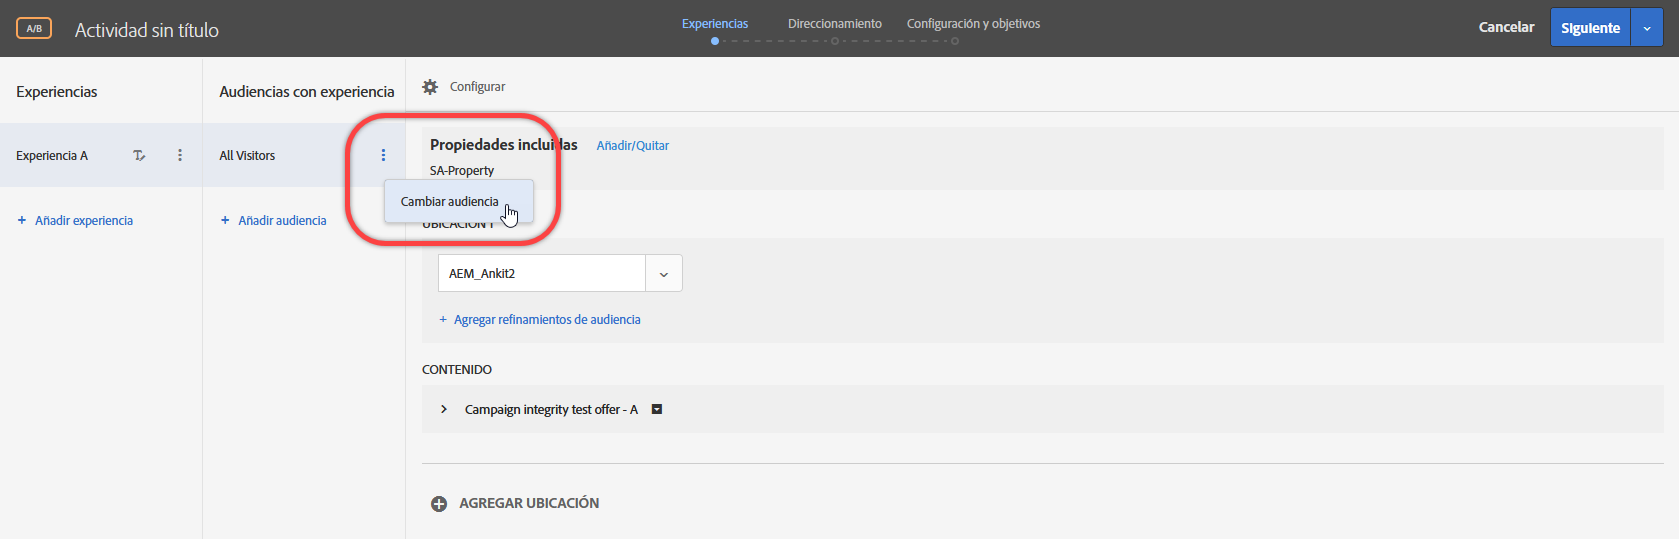 A/B
Actividad sin título
Experiencias
Direccionamiento
Configuración y objetivos
Cancelar
Siguiente
Experiencias
Audiencias con experiencia
Configurar
Experiencia A
All Visitors
Propiedades incluidas
Añadir/Quitar
SA-Property
Cambiar audiencia
+ Añadir experiencia
+ Añadir audiencia
UBICACIÓN 1
AEM_Ankit2
+ Agregar refinamientos de audiencia
CONTENIDO
Campaign integrity test offer - A
AGREGAR UBICACIÓN